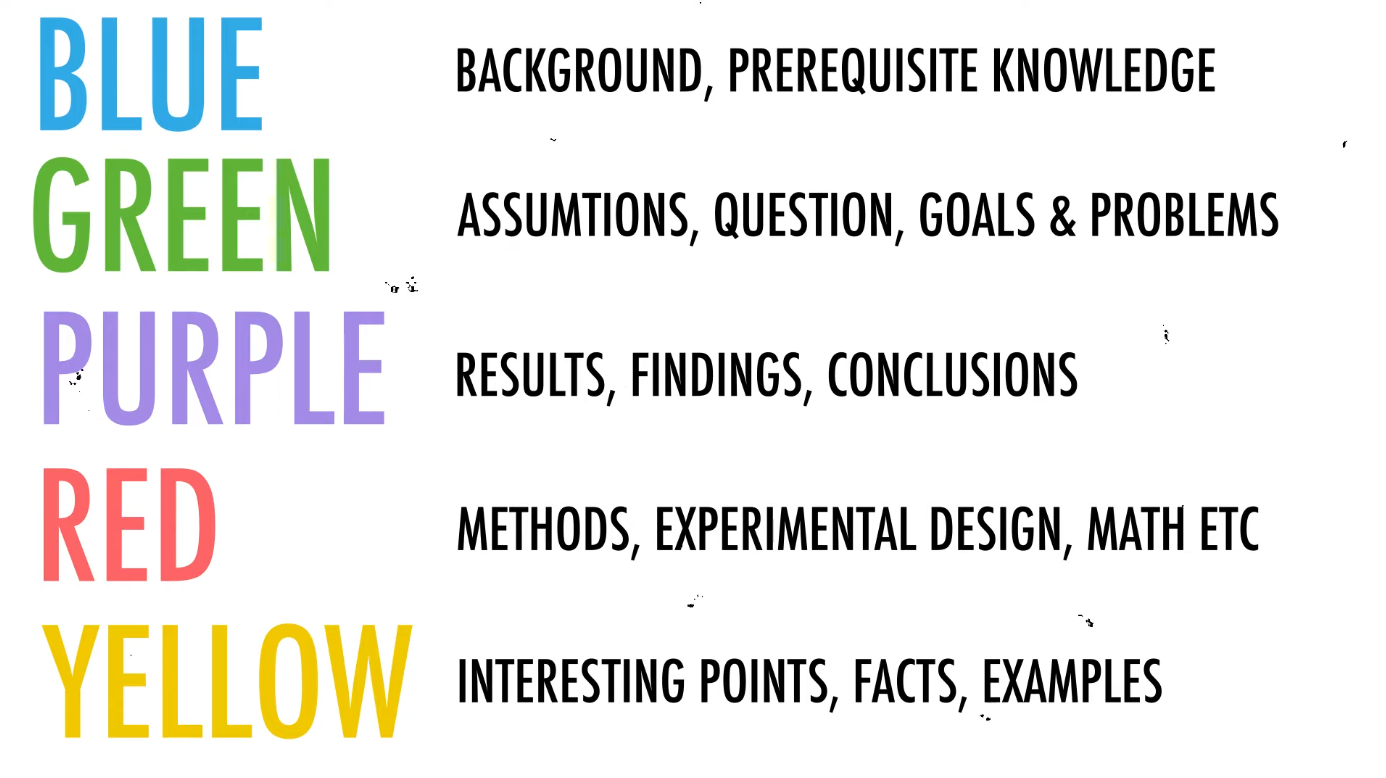 BLUE BACKGROUND, PREREQUISITE KNOWLEDGE
GREEN ASSUMTIONS, QUESTION, GOALS & PROBLEMS
PURPLE RESULTS, FINDINGS, CONCLUSIONS
RED METHODS, EXPERIMENTAL DESIGN, MATH ETC
YELLOW INTERESTING POINTS, FACTS, EXAMPLES